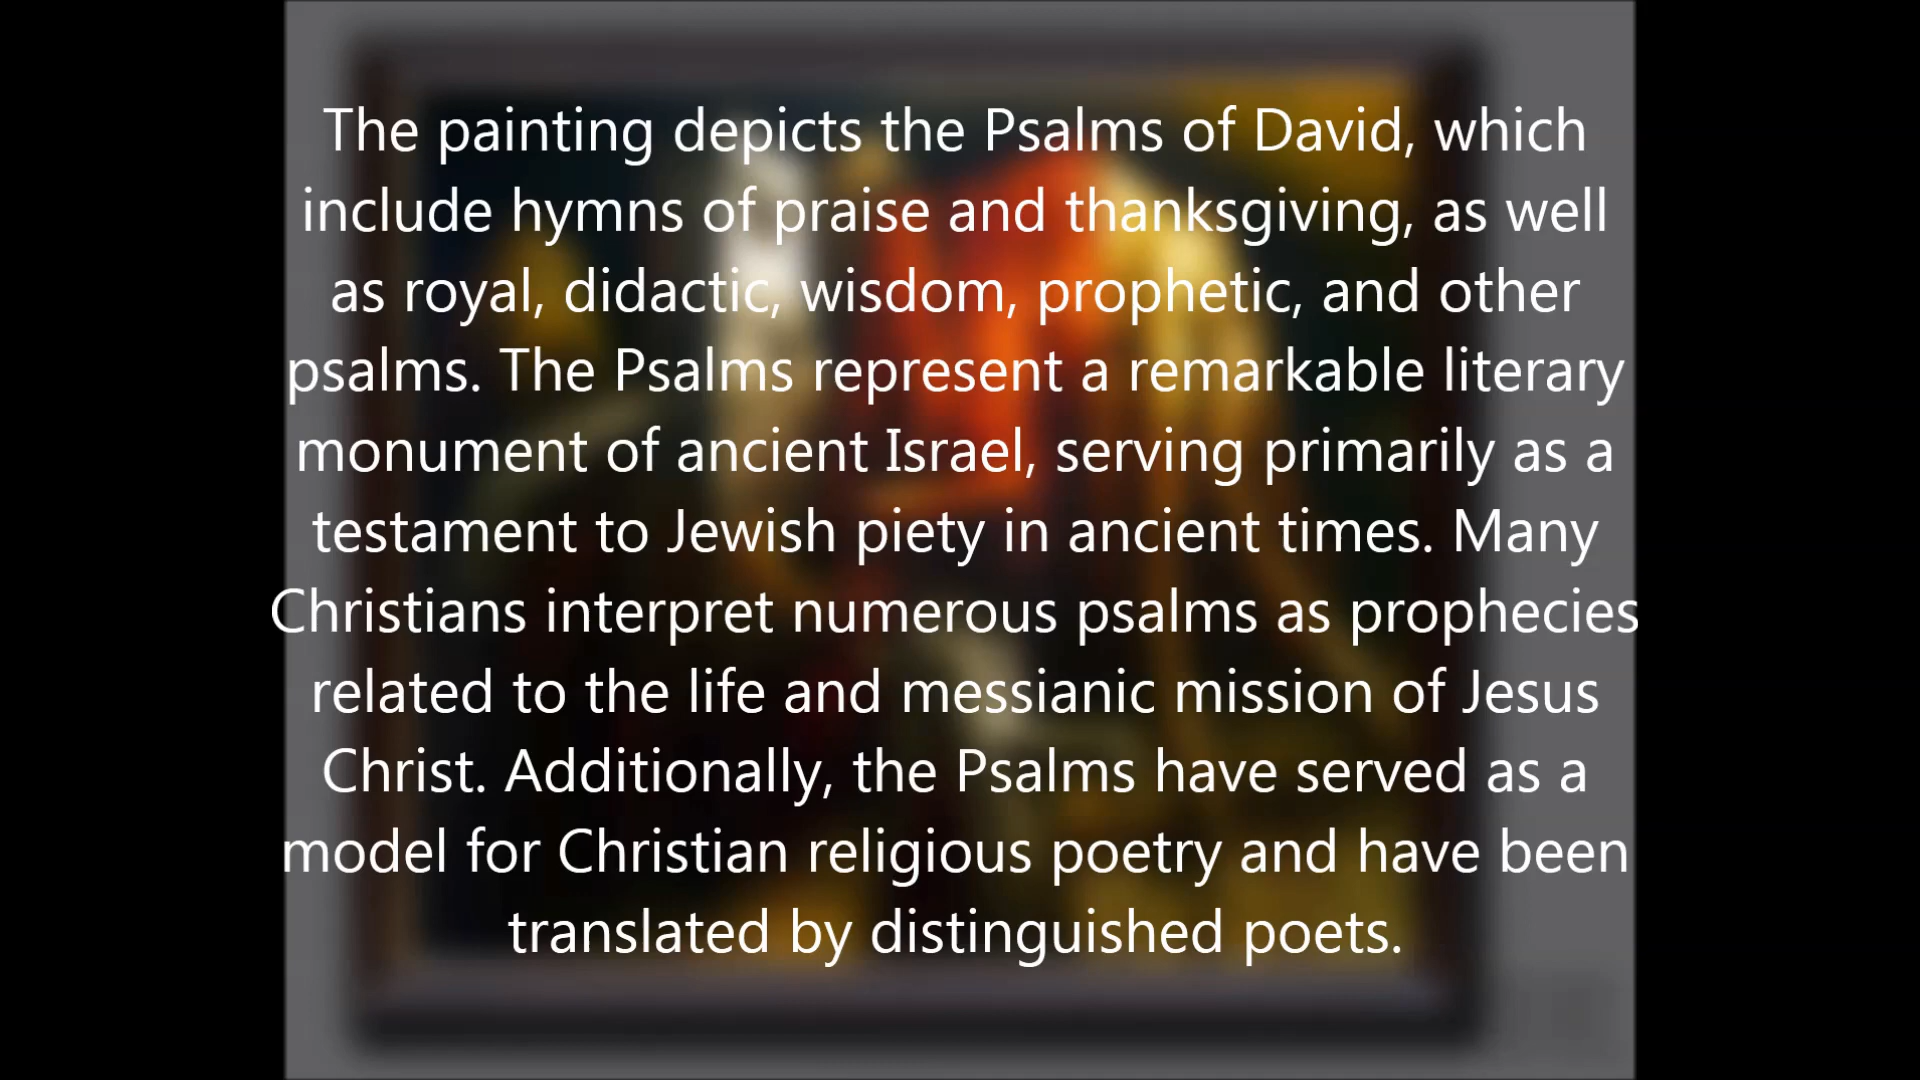 The painting depicts the Psalms of David, which
include hymns of praise and thanksgiving, as well
as royal, didactic, wisdom, prophetic, and other
psalms. The Psalms represent a remarkable literary
monument of ancient Israel, serving primarily as a
testament to Jewish piety in ancient times. Many
Christians interpret numerous psalms as prophecies
related to the life and messianic mission of Jesus
Christ. Additionally, the Psalms have served as a
model for Christian religious poetry and have been
translated by distinguished poets.